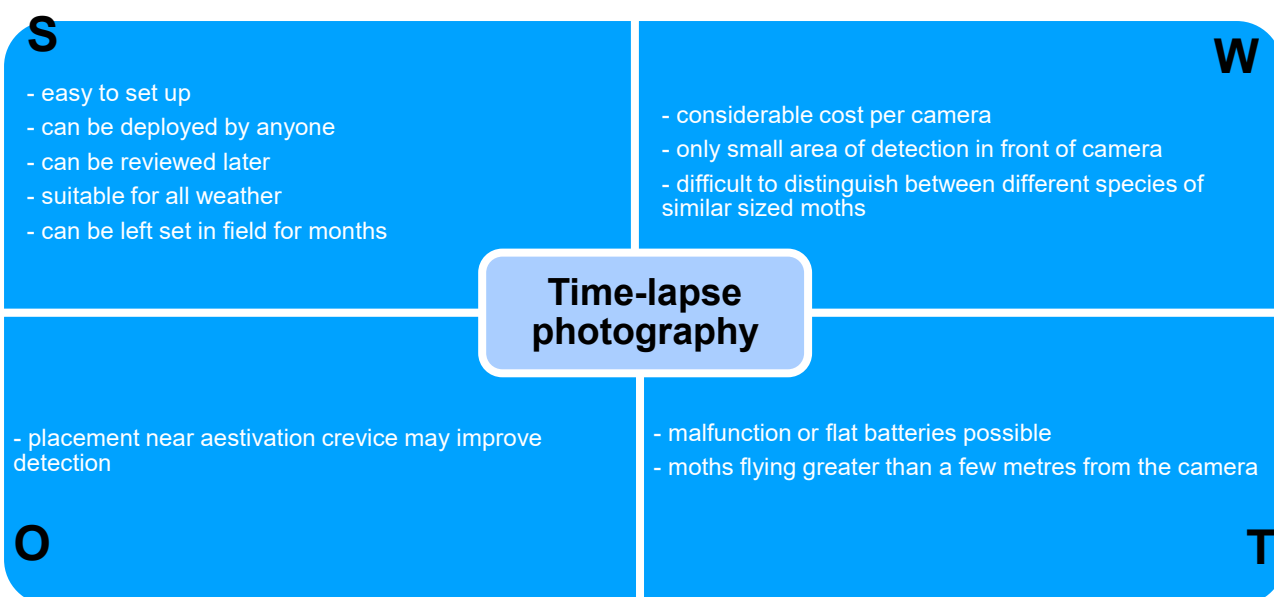 S
- easy to set up
- can be deployed by anyone
- can be reviewed later
- suitable for all weather
- can be left set in field for months
W
- considerable cost per camera
- only small area of detection in front of camera
- difficult to distinguish between different species of
similar sized moths
Time-lapse
photography
- placement near aestivation crevice may improve
detection
O
- malfunction or flat batteries possible
- moths flying greater than a few metres from the camera
T